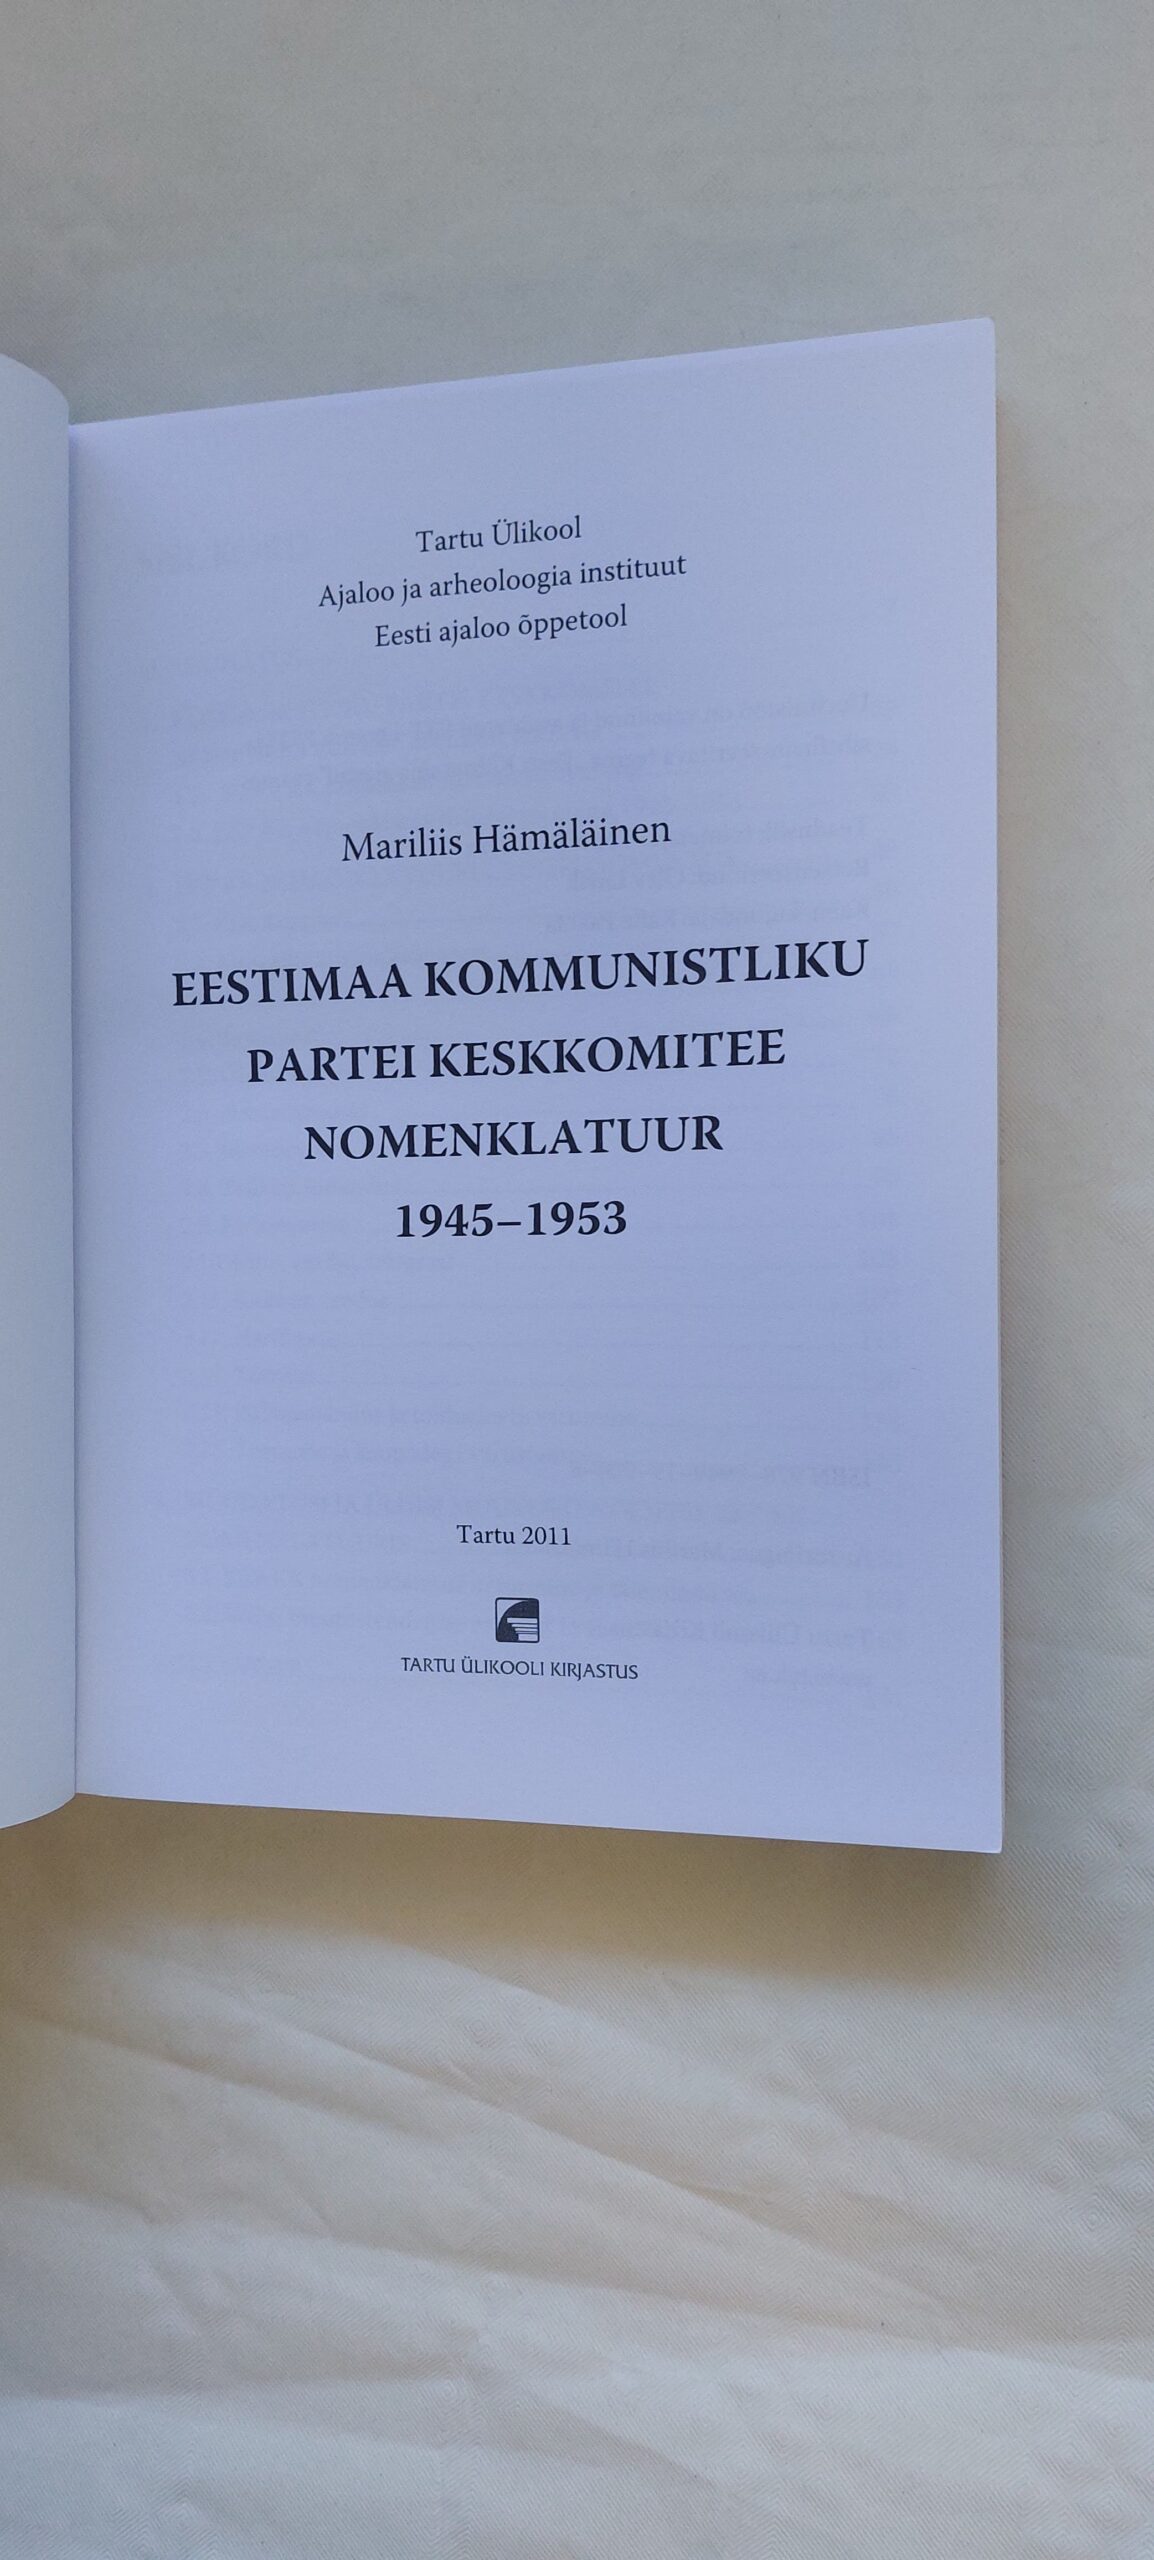 Tartu Ülikool
Ajaloo ja arheoloogia instituut
Eesti ajaloo õppetool
Mariliis Hämäläinen
EESTIMAA KOMMUNISTLIKU
PARTEI KESKKOMITEE
NOMENKLATUUR
1945–1953
Tartu 2011
TARTU ÜLIKOOLI KIRJASTUS